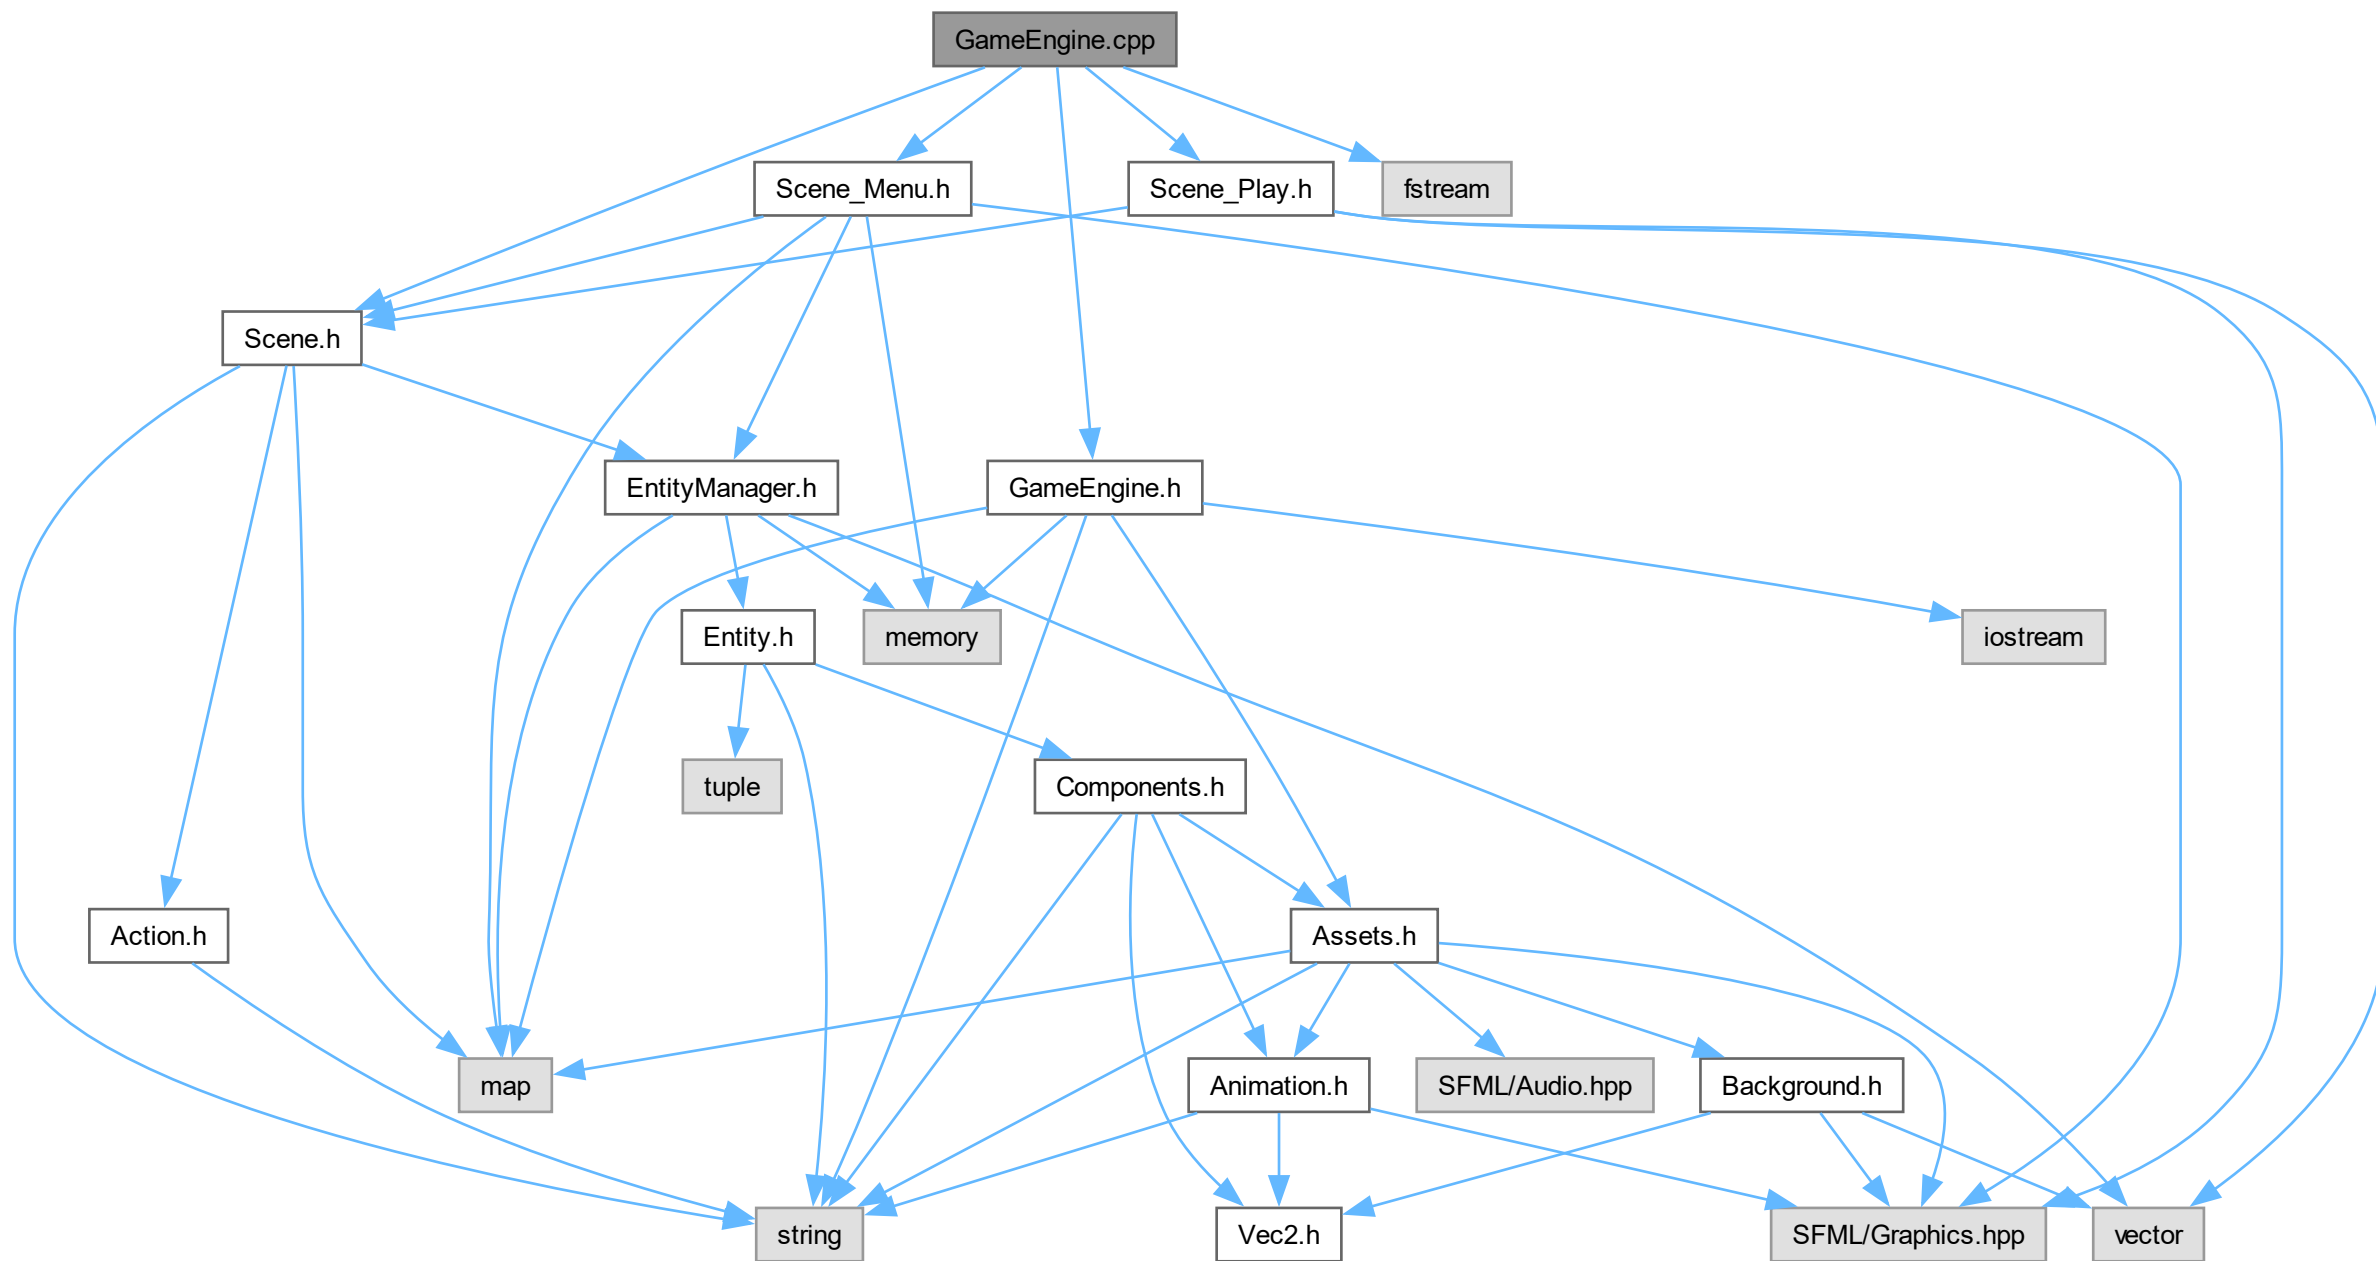 GameEngine.cpp
Scene_Menu.h
Scene_Play.h
fstream
Scene.h
EntityManager.h
GameEngine.h
Entity.h
memory
iostream
tuple
Components.h
Action.h
Assets.h
map
Animation.h
SFML/Audio.hpp
Background.h
string
Vec2.h
SFML/Graphics.hpp
vector